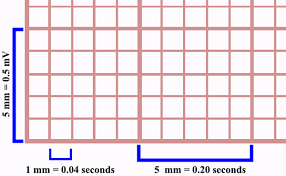 5 mm = 0.5 mV
1 mm = 0.04 seconds
5 mm = 0.20 seconds